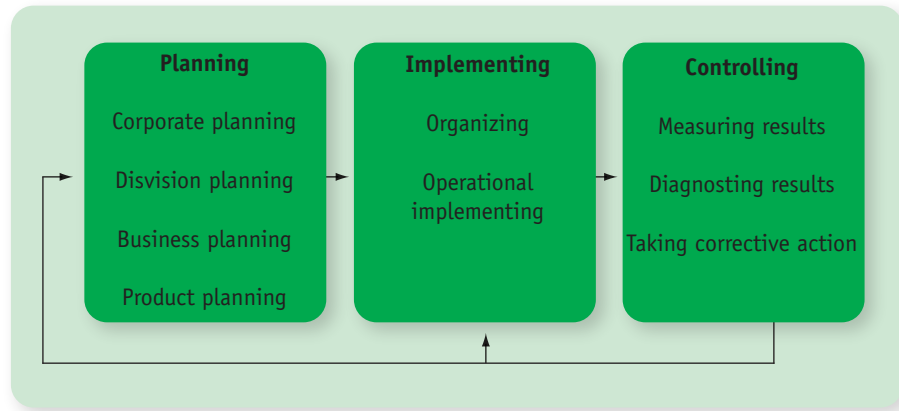 Planning
Corporate planning
Disvision planning
Business planning
Product planning
Implementing
Organizing
Operational
implementing
Controlling
Measuring results
Diagnosting results
Taking corrective action